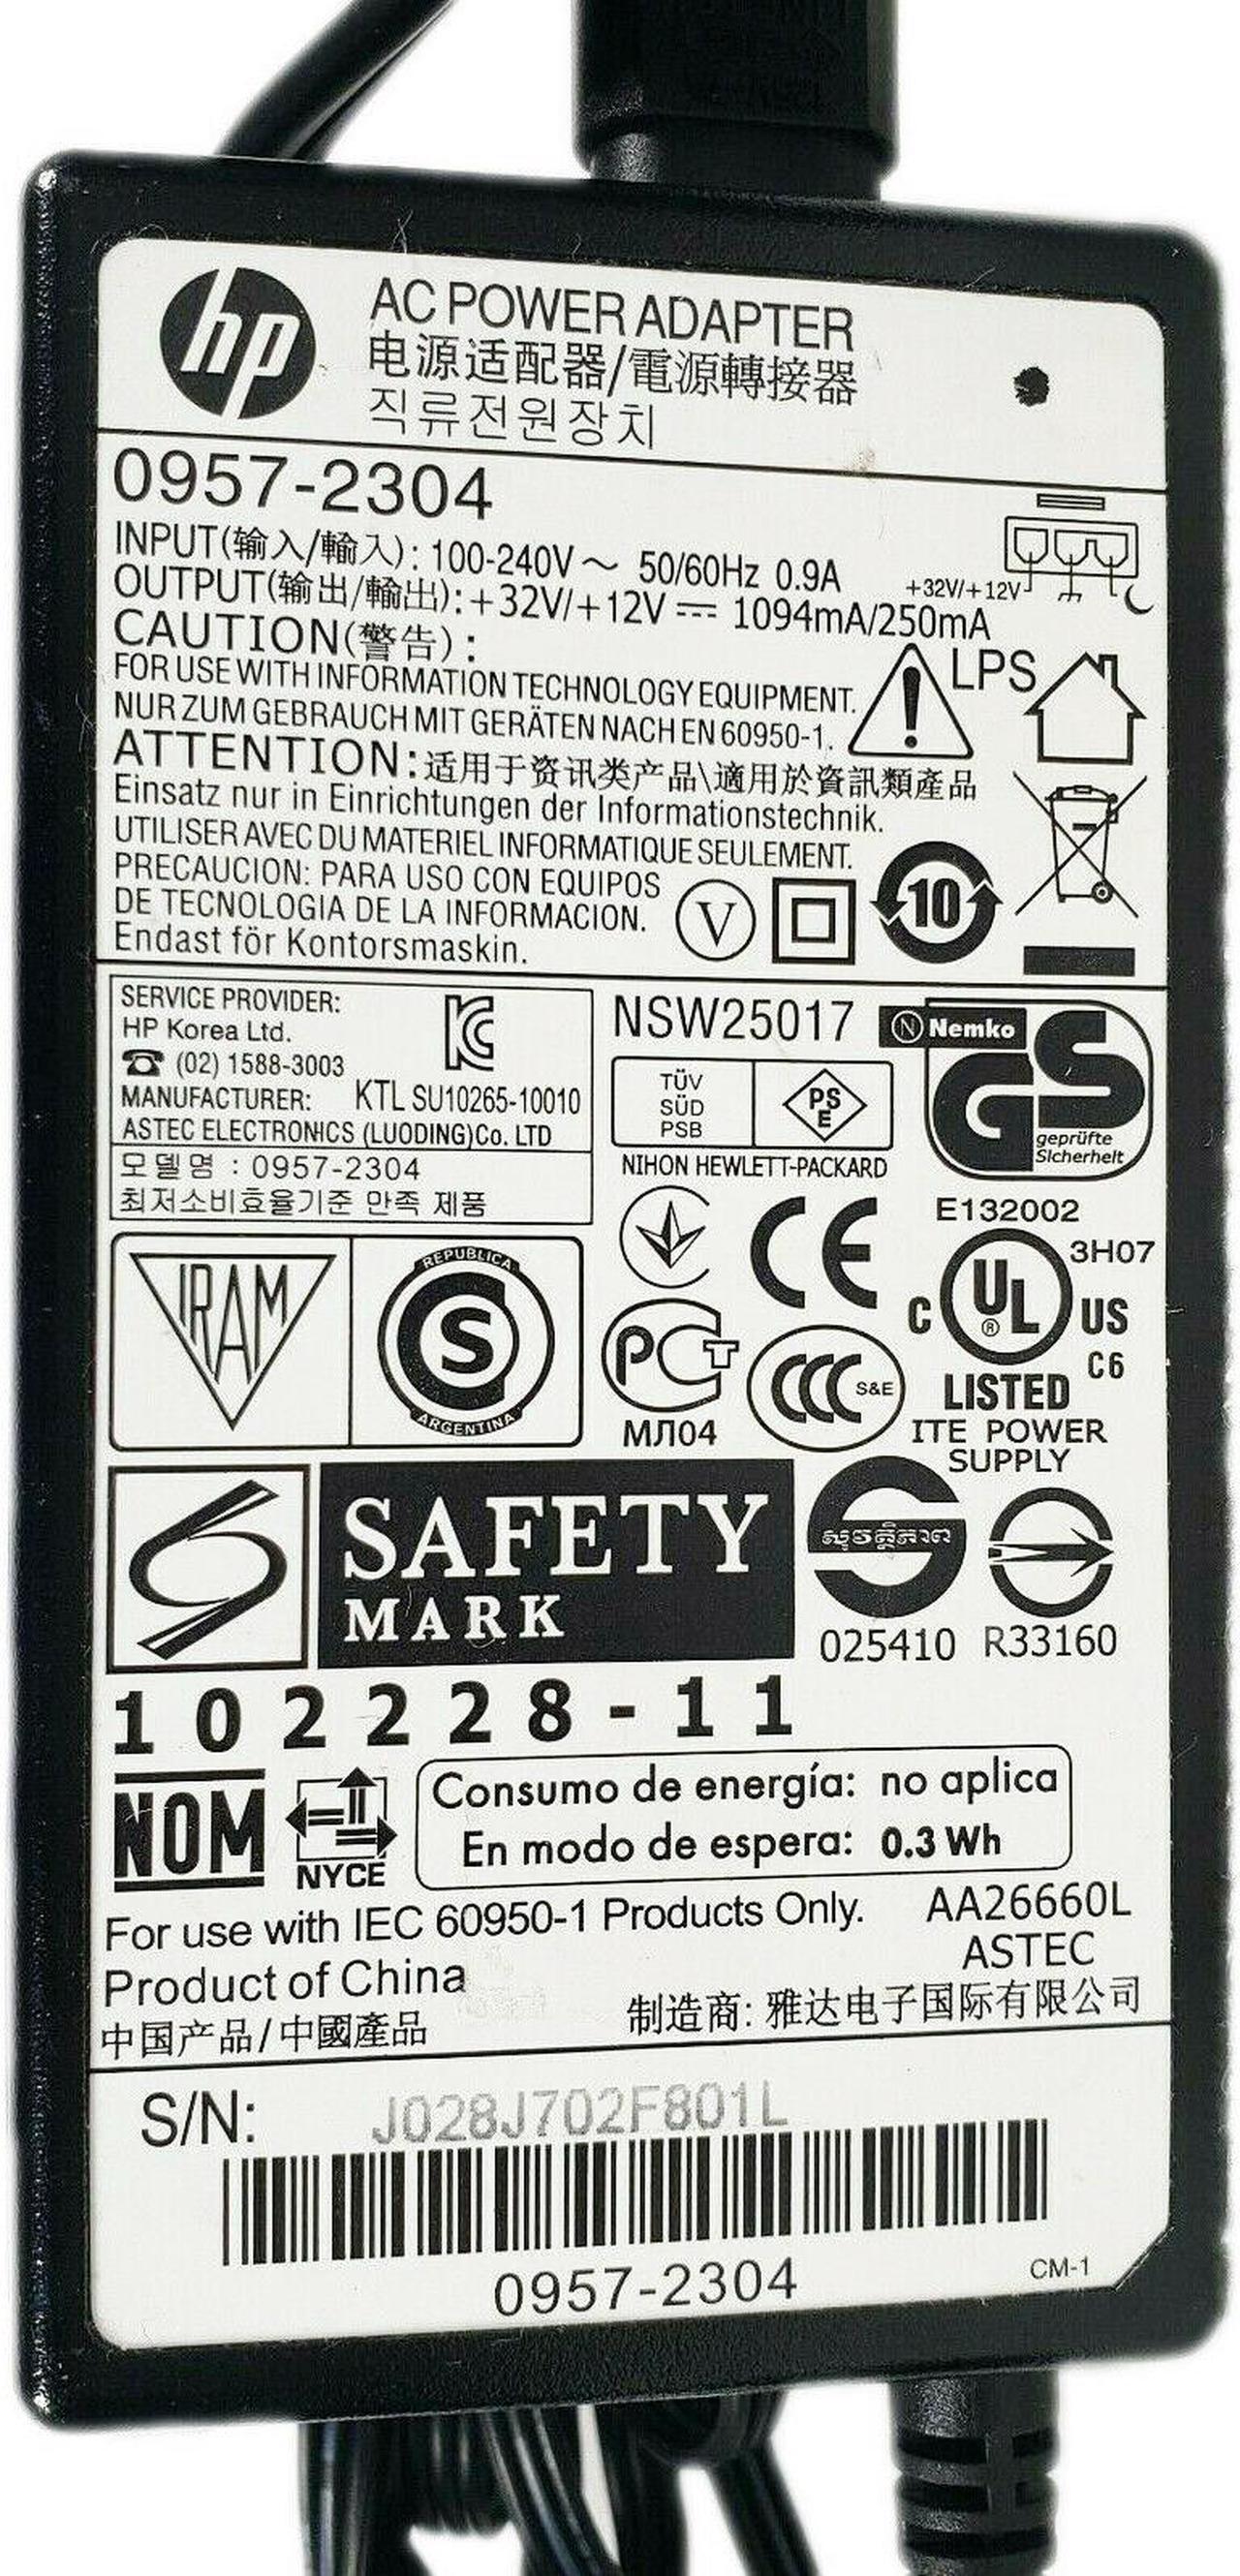 hp
AC POWER ADAPTER
电源适配器/電源轉接器
직류전원장치
0957-2304
INPUT(输入/輸入): 100-240V ～ 50/60Hz 0.9A
OUTPUT(输出/輸出): +32V/+12V ⎓ 1094mA/250mA
+32V/+12V
CAUTION(警告):
FOR USE WITH INFORMATION TECHNOLOGY EQUIPMENT.
NUR ZUM GEBRAUCH MIT GERÄTEN NACH EN 60950-1.
LPS
ATTENTION:适用于资讯类产品\適用於資訊類產品
Einsatz nur in Einrichtungen der Informationstechnik.
UTILISER AVEC DU MATERIEL INFORMATIQUE SEULEMENT.
PRECAUCION: PARA USO CON EQUIPOS
DE TECNOLOGIA DE LA INFORMACION.
Endast för Kontorsmaskin.
V
10
SERVICE PROVIDER:
HP Korea Ltd.
☎ (02) 1588-3003
MANUFACTURER: KTL SU10265-10010
ASTEC ELECTRONICS (LUODING)Co. LTD
모델명 : 0957-2304
최저소비효율기준 만족 제품
NSW25017
N Nemko
GS
geprüfte
Sicherheit
TÜV
SÜD
PSB
PS
E
NIHON HEWLETT-PACKARD
IRAM
REPUBLICA
S
ARGENTINA
CE
E132002
3H07
C UL ® US
C6
LISTED
ITE POWER
SUPPLY
РСТ
МЛ04
CCC S&E
SAFETY
MARK
025410
R33160
102228-11
NOM
NYCE
Consumo de energía: no aplica
En modo de espera: 0.3 Wh
For use with IEC 60950-1 Products Only.
AA26660L
ASTEC
Product of China
中国产品/中國產品
制造商: 雅达电子国际有限公司
S/N: J028J702F801L
0957-2304
CM-1